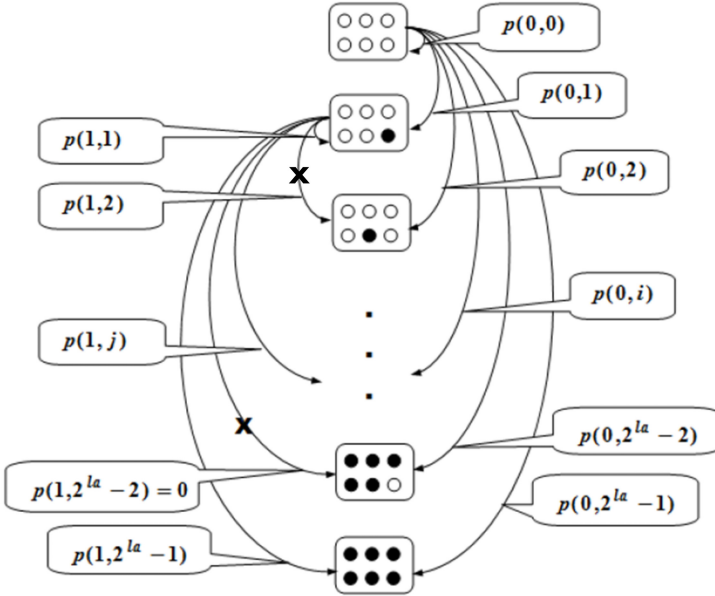 p(0,0)
p(0,1)
p(1,1)
x
p(0,2)
p(1,2)
p(0,i)
p(1,j)
x
p(0,2^{la} − 2)
p(1,2^{la} − 2) = 0
p(0,2^{la} − 1)
p(1,2^{la} − 1)